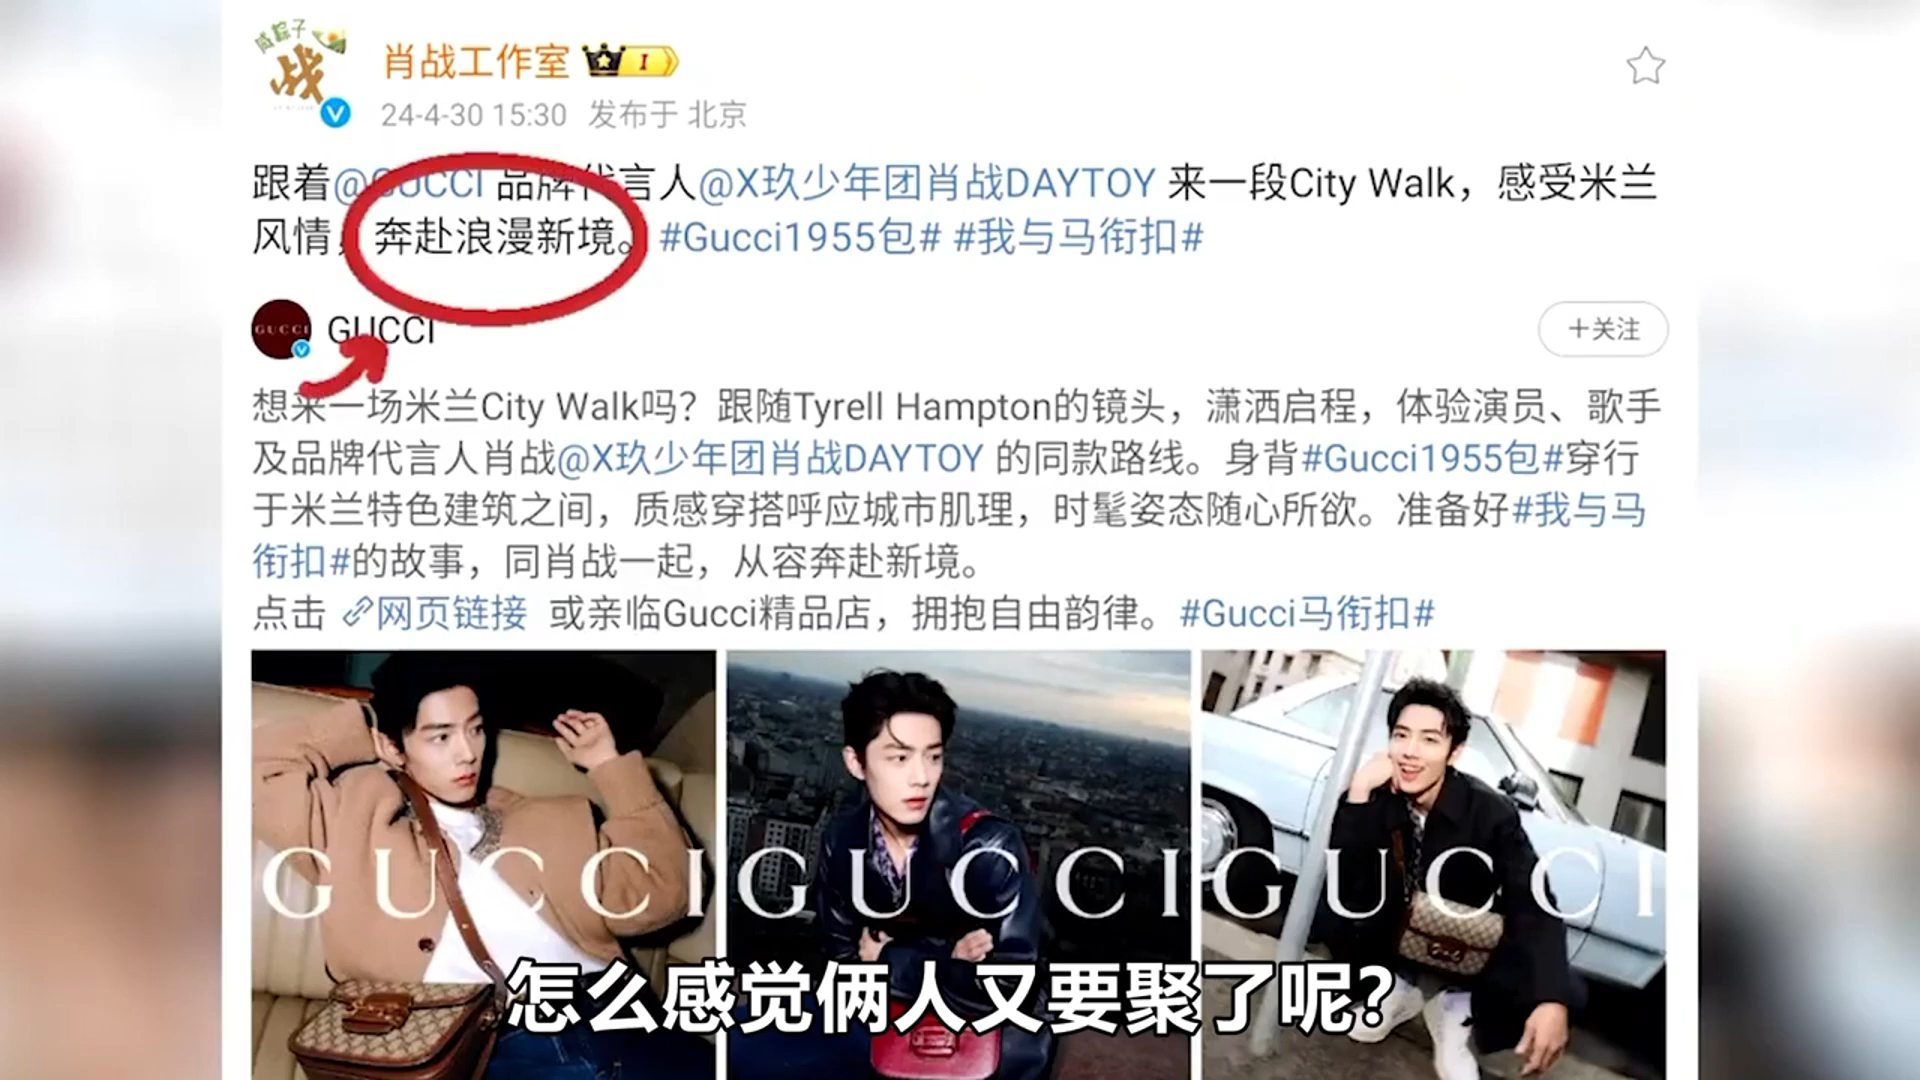 咸粽子
战
肖战工作室
I
24-4-30 15:30 发布于 北京
跟着@GUCCI 品牌代言人@X玖少年团肖战DAYTOY 来一段City Walk，感受米兰
风情，奔赴浪漫新境。#Gucci1955包# #我与马衔扣#
GUCCI
GUCCI
+关注
想来一场米兰City Walk吗？跟随Tyrell Hampton的镜头，潇洒启程，体验演员、歌手
及品牌代言人肖战@X玖少年团肖战DAYTOY 的同款路线。身背#Gucci1955包#穿行
于米兰特色建筑之间，质感穿搭呼应城市肌理，时髦姿态随心所欲。准备好#我与马
衔扣#的故事，同肖战一起，从容奔赴新境。
点击 网页链接 或亲临Gucci精品店，拥抱自由韵律。#Gucci马衔扣#
GUCCI
GUCCI
GUCCI
怎么感觉俩人又要聚了呢？